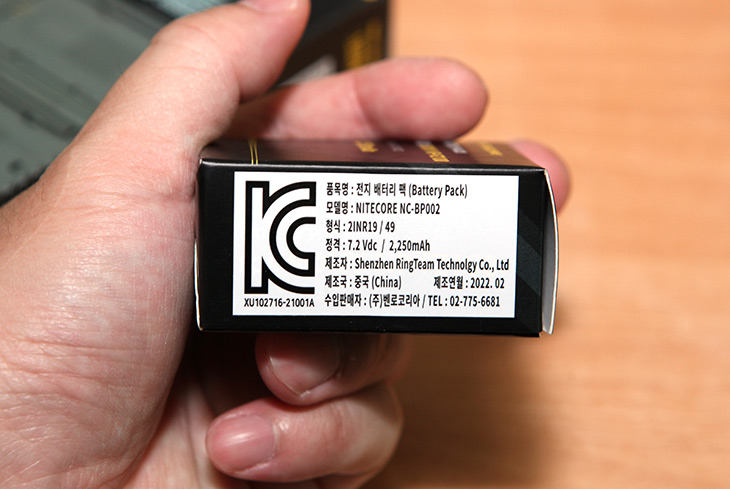 품목명 : 전지 배터리 팩 (Battery Pack)
모델명 : NITECORE NC-BP002
형식 : 2INR19 / 49
정격 : 7.2 Vdc / 2,250mAh
제조자 : Shenzhen RingTeam Technolgy Co., Ltd
제조국 : 중국 (China) 제조연월 : 2022. 02
수입판매자 : (주)벤로코리아 / TEL : 02-775-6681
XU102716-21001A